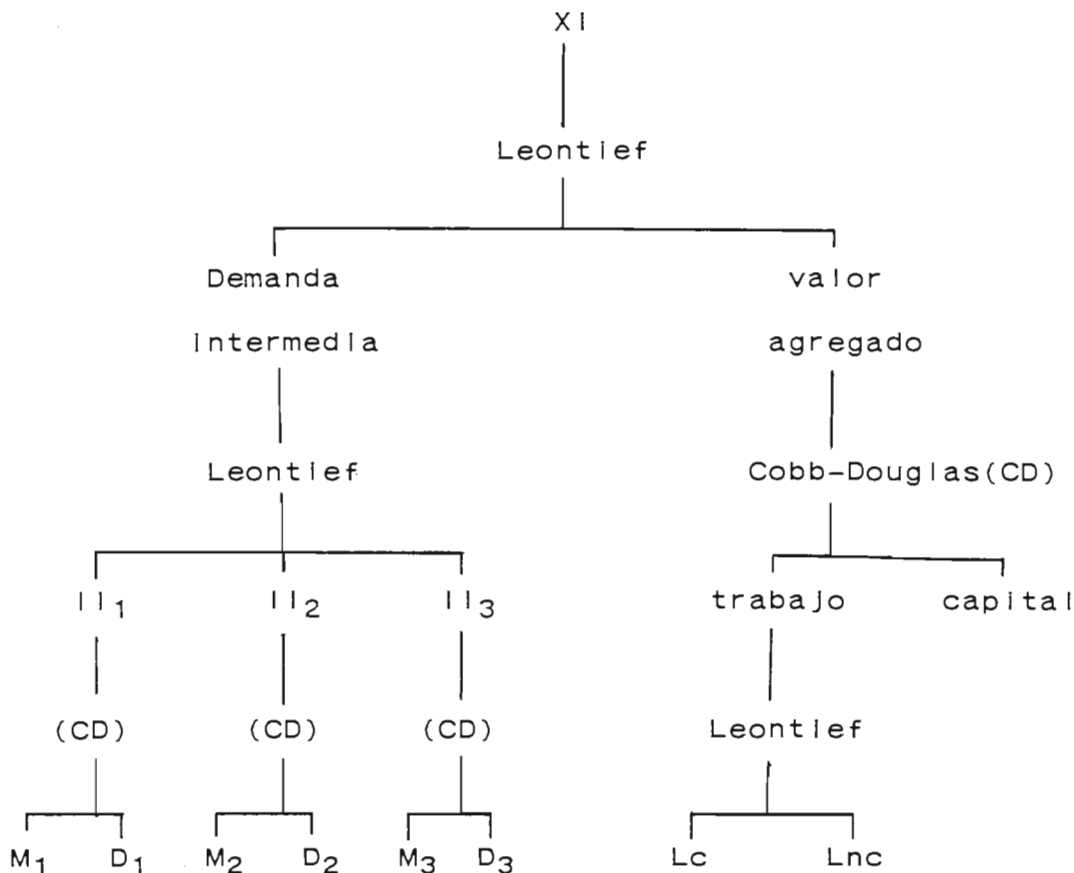 XI
Leontief
Demanda valor
intermedia agregado
Leontief Cobb-Douglas(CD)
II₁ II₂ II₃ trabajo capital
(CD) (CD) (CD) Leontief
M₁ D₁ M₂ D₂ M₃ D₃ Lc Lnc